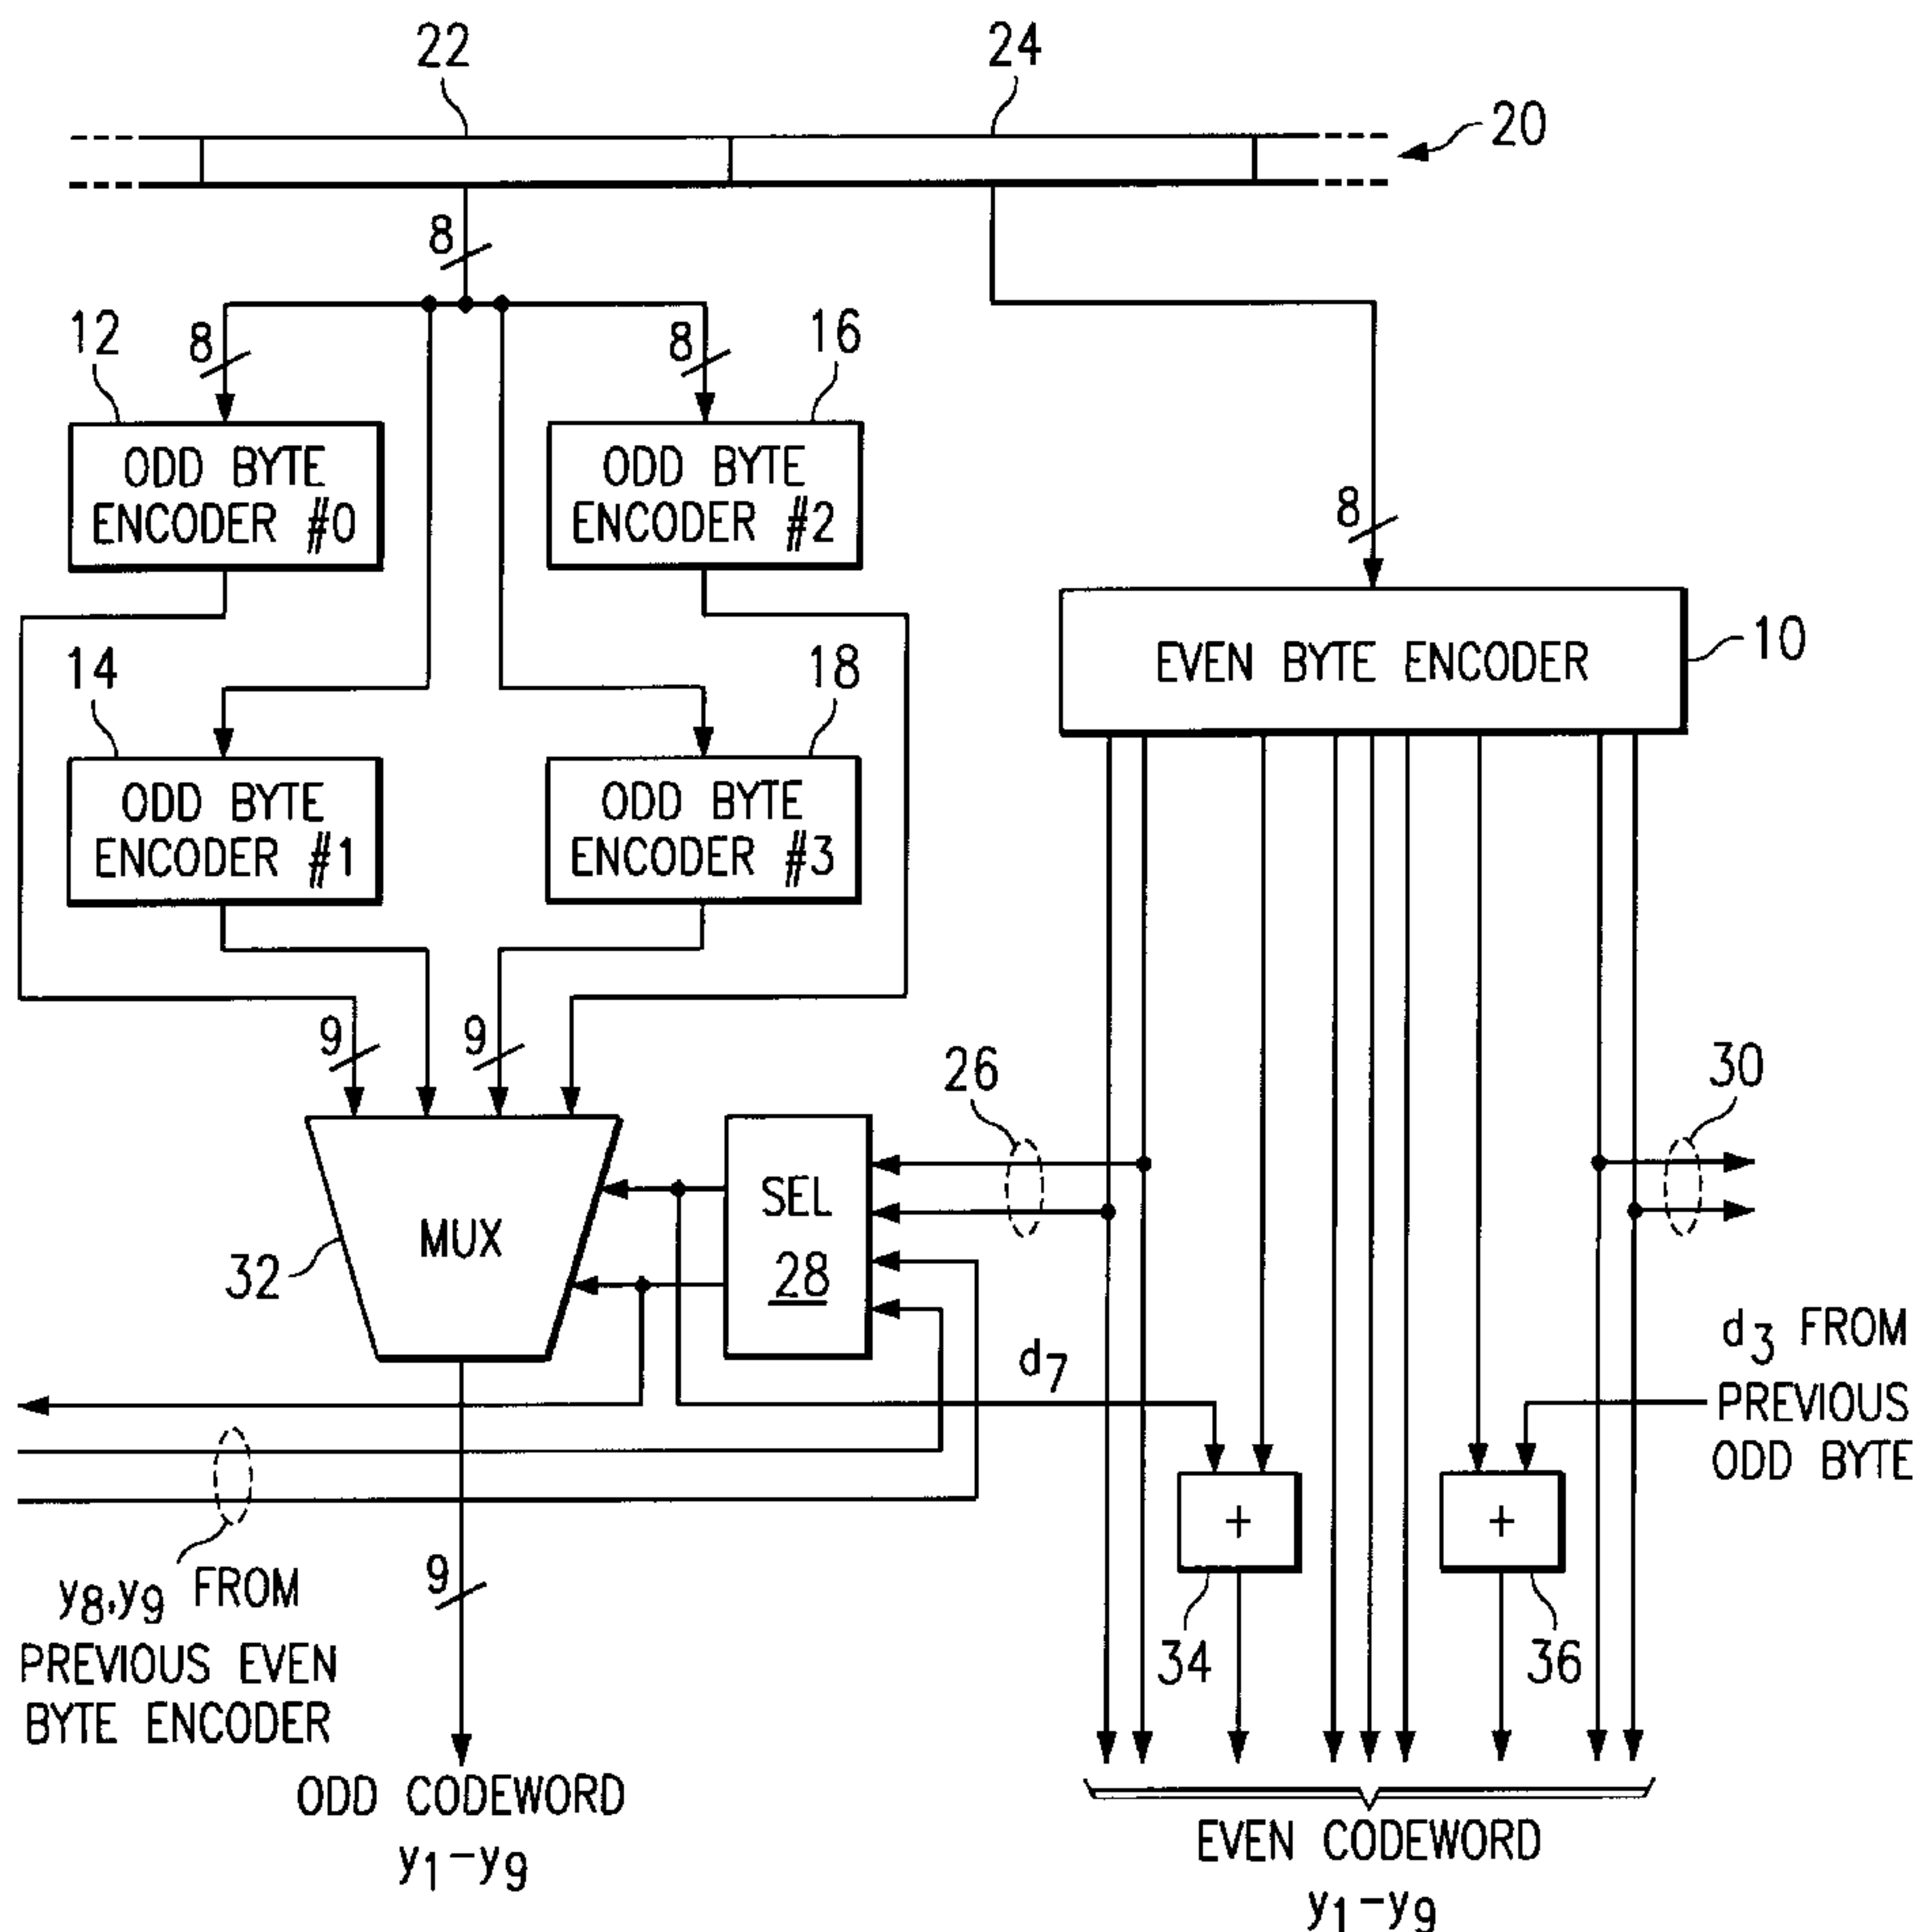 22
24
20
8
12
8
8
16
ODD BYTE
ENCODER #0
ODD BYTE
ENCODER #2
8
14
18
EVEN BYTE ENCODER
10
ODD BYTE
ENCODER #1
ODD BYTE
ENCODER #3
9
9
26
30
MUX
SEL
28
32
d7
d3 FROM
PREVIOUS
ODD BYTE
+
+
y8,y9 FROM
PREVIOUS EVEN
BYTE ENCODER
9
34
36
ODD CODEWORD
y1-y9
EVEN CODEWORD
y1-y9